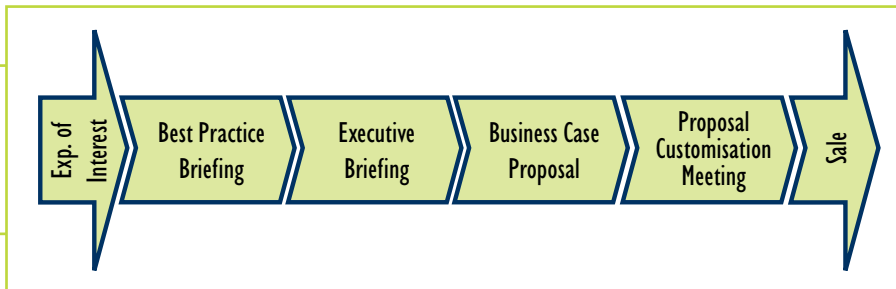 Exp. of
Interest
Best Practice
Briefing
Executive
Briefing
Business Case
Proposal
Proposal
Customisation
Meeting
Sale